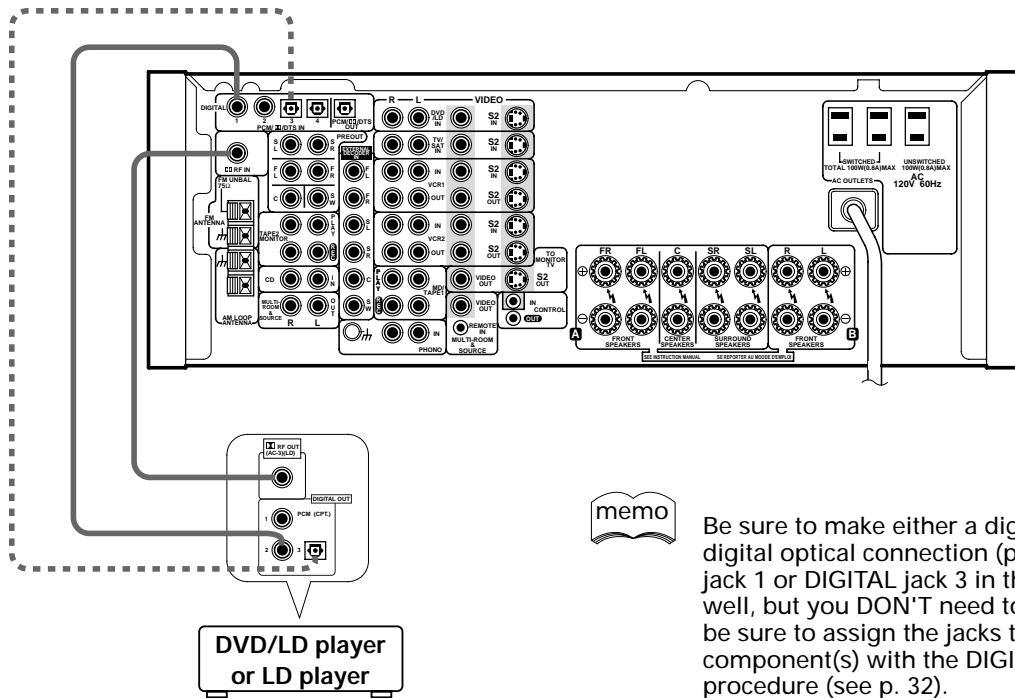 R L VIDEO
DIGITAL
1 2 3 4
PCM/ /DTS IN
PCM/ /DTS
OUT
DVD
/LD
IN
S2
IN
PREOUT
EXTERNAL
DECODER
IN
TV/
SAT
IN
S2
IN
RF IN
S
L
S
R
F
L
F
R
F
L
IN
S2
IN
VCR1
C
S
W
F
R
OUT
S2
OUT
FM UNBAL
75Ω
FM
ANTENNA
TAPE2
MONITOR
PLAY
S
L
IN
S2
IN
VCR2
S
R
OUT
S2
OUT
TO
MONITOR
TV
CD
IN
C
PLAY
MD/
TAPE1
VIDEO
OUT
S2
OUT
MULTI-
ROOM
&
SOURCE
R L
OUT
S
W
VIDEO
OUT
IN
CONTROL
OUT
AM LOOP
ANTENNA
IN
PHONO
REMOTE
IN
MULTI-ROOM
&
SOURCE
SWITCHED
TOTAL 100W(0.8A)MAX
UNSWITCHED
100W(0.8A)MAX
AC OUTLETS
AC
120V 60Hz
FR FL C SR SL R L
A
FRONT
SPEAKERS
CENTER
SPEAKERS
SURROUND
SPEAKERS
FRONT
SPEAKERS
B
SEE INSTRUCTION MANUAL
SE REPORTER AU MOODE D'EMPLOI
RF OUT
(AC-3)(LD)
DIGITAL OUT
1
PCM (CPT.)
2 3
DVD/LD player
or LD player
memo
Be sure to make either a dig
digital optical connection (p
jack 1 or DIGITAL jack 3 in th
well, but you DON'T need to
be sure to assign the jacks t
component(s) with the DIGI
procedure (see p. 32).